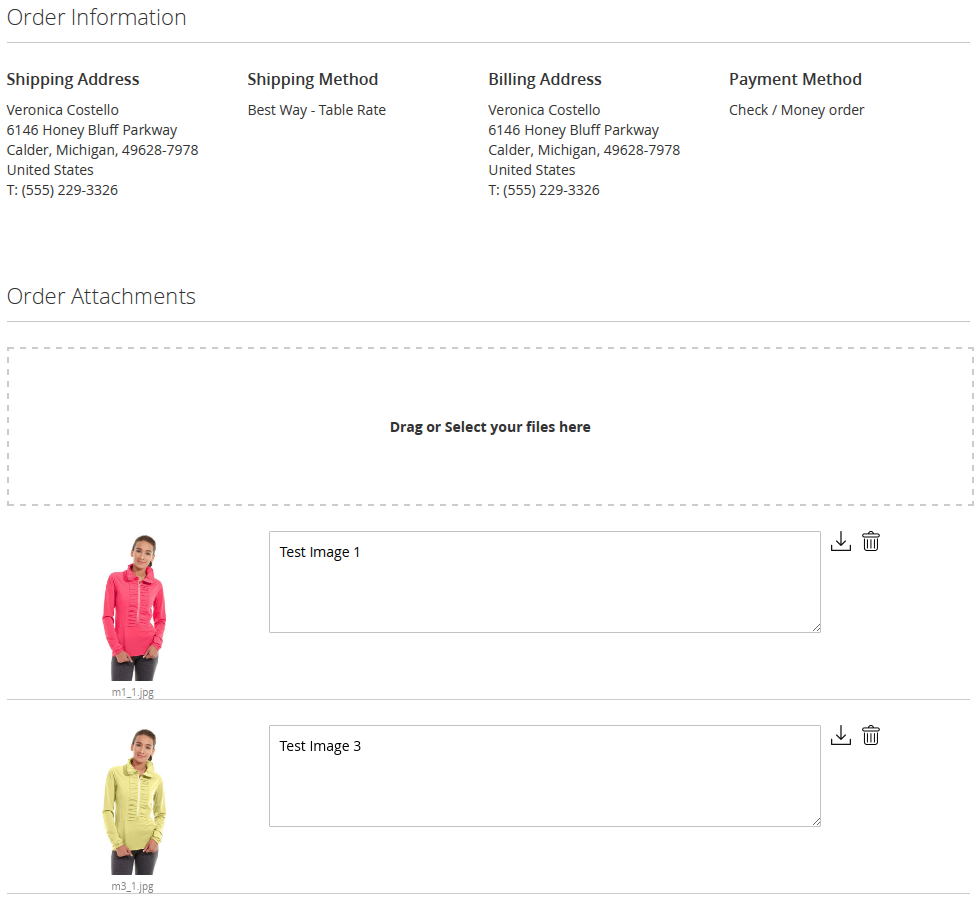 Order Information
Shipping Address
Veronica Costello
6146 Honey Bluff Parkway
Calder, Michigan, 49628-7978
United States
T: (555) 229-3326
Shipping Method
Best Way - Table Rate
Billing Address
Veronica Costello
6146 Honey Bluff Parkway
Calder, Michigan, 49628-7978
United States
T: (555) 229-3326
Payment Method
Check / Money order
Order Attachments
Drag or Select your files here
Test Image 1
m1_1.jpg
Test Image 3
m3_1.jpg